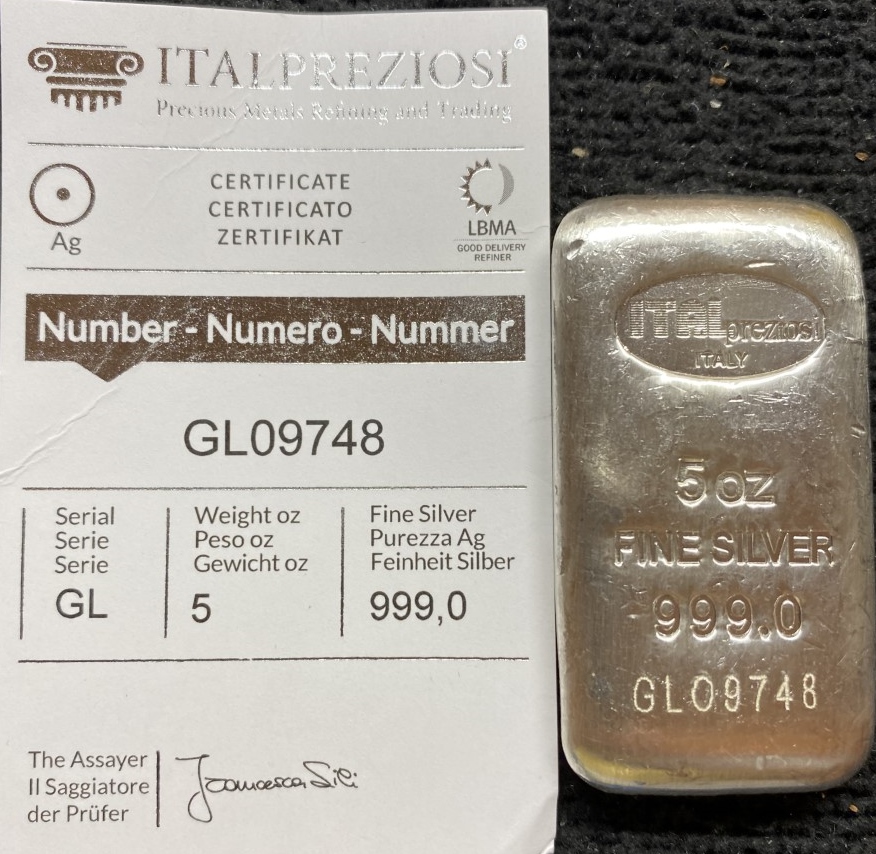 ITALPREZIOSI
Precious Metals Refining and Trading
Ag
CERTIFICATE
CERTIFICATO
ZERTIFIKAT
LBMA
GOOD DELIVERY
REFINER
Number - Numero - Nummer
GL09748
Serial
Serie
Serie
GL
Weight oz
Peso oz
Gewicht oz
5
Fine Silver
Purezza Ag
Feinheit Silber
999,0
The Assayer
Il Saggiatore
der Prüfer
ITALpreziosi
ITALY
5 oz
FINE SILVER
999.0
GL09748